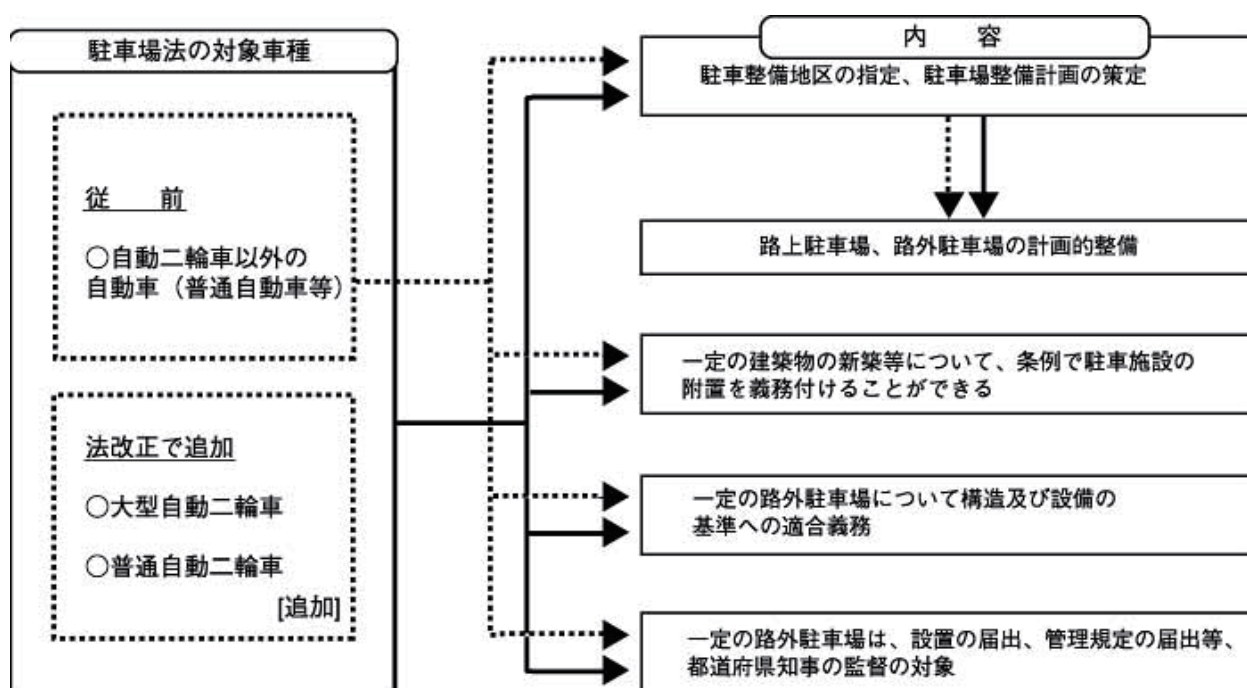 駐車場法の対象車種
従　　前
○自動二輪車以外の
自動車（普通自動車等）
法改正で追加
○大型自動二輪車
○普通自動二輪車
[追加]
内　　容
駐車整備地区の指定、駐車場整備計画の策定
路上駐車場、路外駐車場の計画的整備
一定の建築物の新築等について、条例で駐車施設の
附置を義務付けることができる
一定の路外駐車場について構造及び設備の
基準への適合義務
一定の路外駐車場は、設置の届出、管理規定の届出等、
都道府県知事の監督の対象